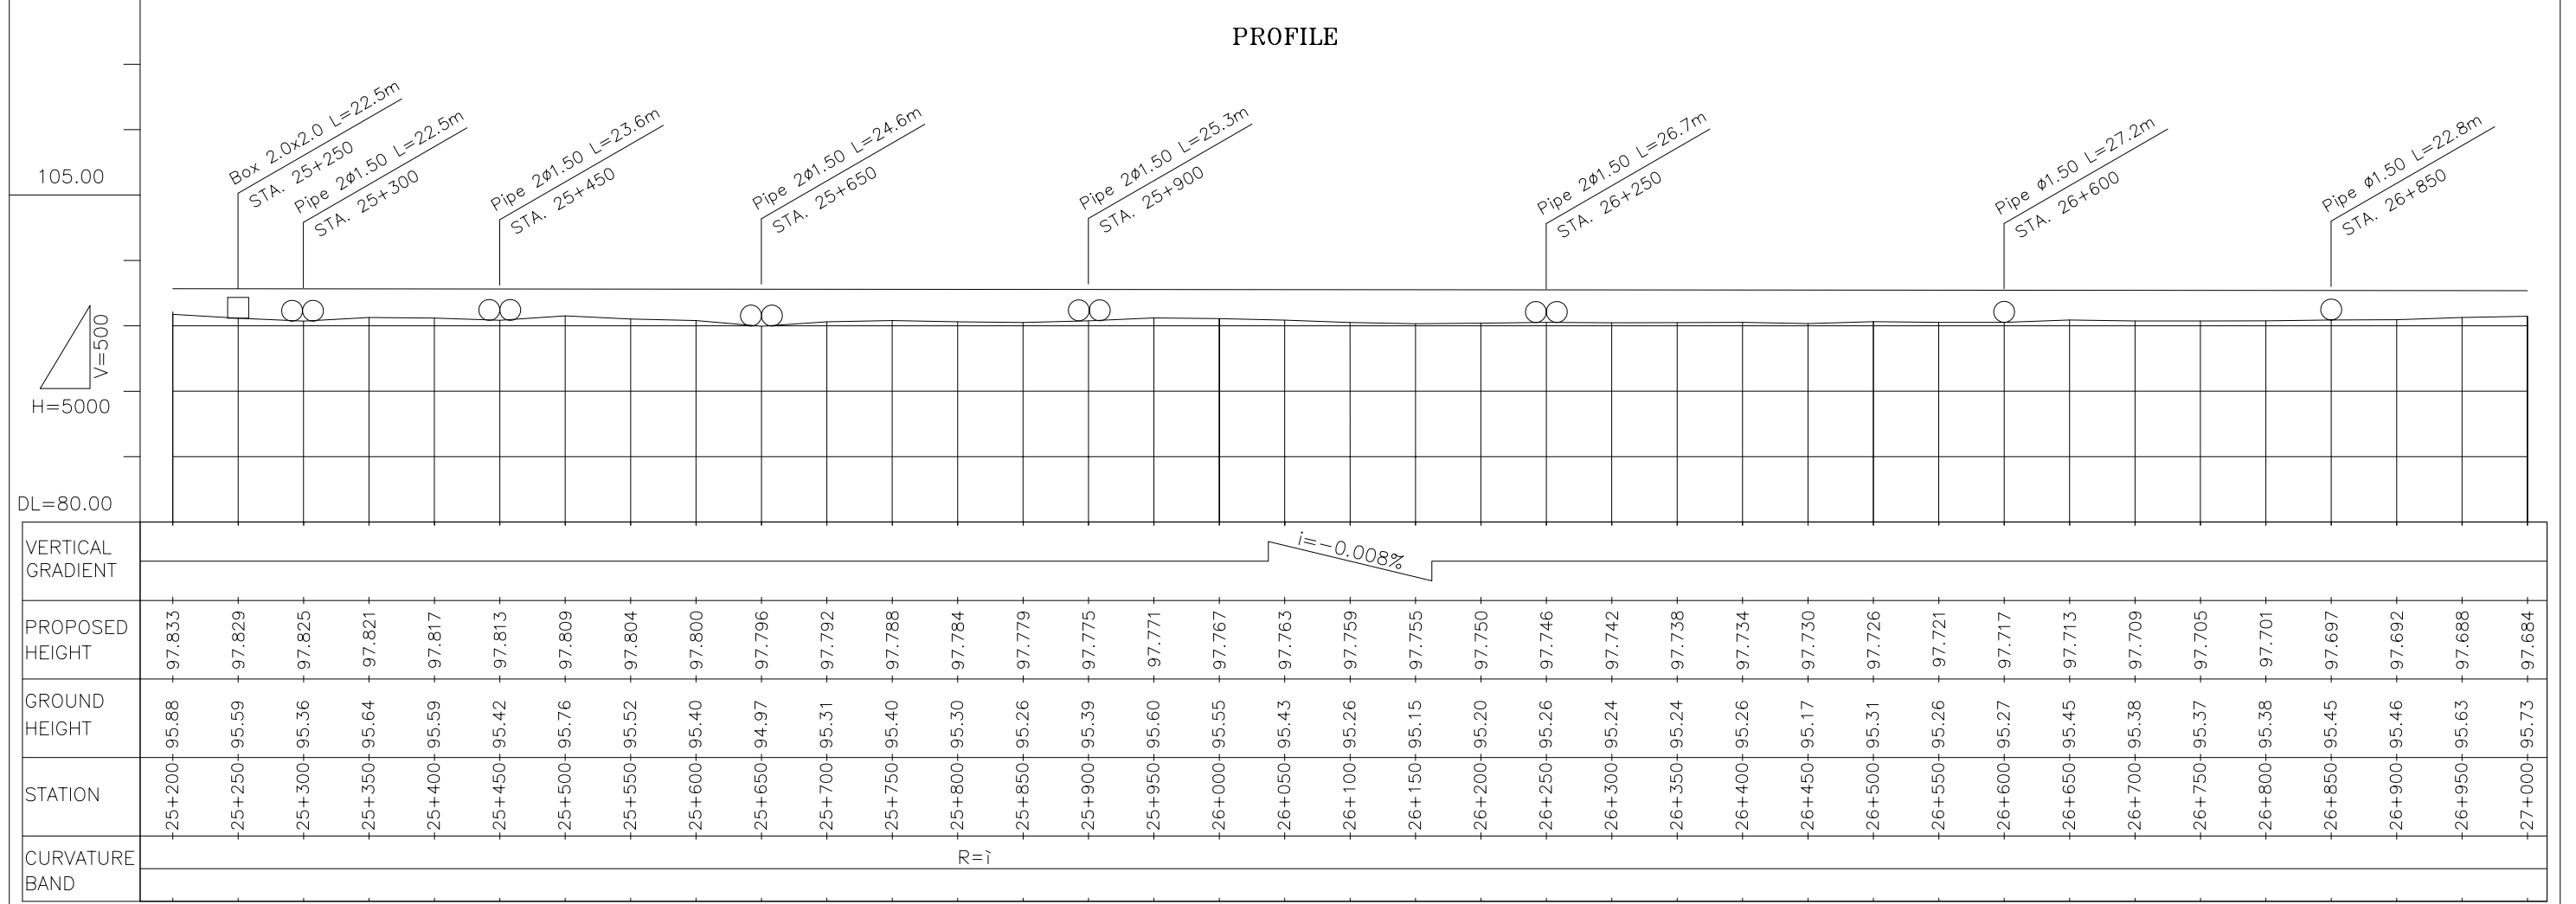 PROFILE
Box 2.0x2.0 L=22.5m
STA. 25+250
Pipe 2ø1.50 L=22.5m
STA. 25+300
Pipe 2ø1.50 L=23.6m
STA. 25+450
Pipe 2ø1.50 L=24.6m
STA. 25+650
Pipe 2ø1.50 L=25.3m
STA. 25+900
Pipe 2ø1.50 L=26.7m
STA. 26+250
Pipe ø1.50 L=27.2m
STA. 26+600
Pipe ø1.50 L=22.8m
STA. 26+850
105.00
V=500
H=5000
DL=80.00
VERTICAL
GRADIENT
i=-0.008%
PROPOSED
HEIGHT
97.833 97.829 97.825 97.821 97.817 97.813 97.809 97.804 97.800 97.796 97.792 97.788 97.784 97.779 97.775 97.771 97.767 97.763 97.759 97.755 97.750 97.746 97.742 97.738 97.734 97.730 97.726 97.721 97.717 97.713 97.709 97.705 97.701 97.697 97.692 97.688 97.684
GROUND
HEIGHT
95.88 95.59 95.36 95.64 95.59 95.42 95.76 95.52 95.40 94.97 95.31 95.40 95.30 95.26 95.39 95.60 95.55 95.43 95.26 95.15 95.20 95.26 95.24 95.24 95.26 95.17 95.31 95.26 95.27 95.45 95.38 95.37 95.38 95.45 95.46 95.63 95.73
STATION
25+200 25+250 25+300 25+350 25+400 25+450 25+500 25+550 25+600 25+650 25+700 25+750 25+800 25+850 25+900 25+950 26+000 26+050 26+100 26+150 26+200 26+250 26+300 26+350 26+400 26+450 26+500 26+550 26+600 26+650 26+700 26+750 26+800 26+850 26+900 26+950 27+000
CURVATURE
BAND
R=ì